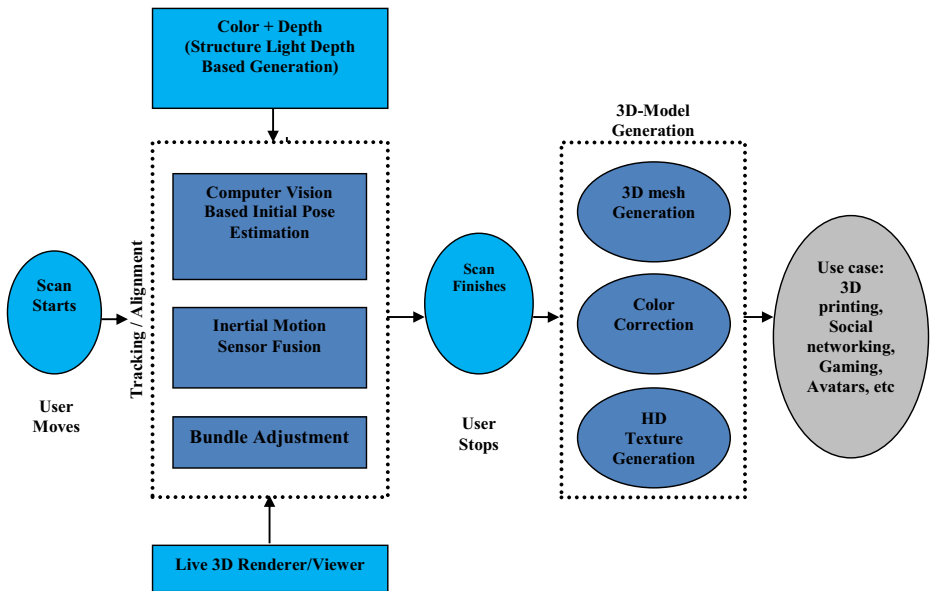 Color + Depth
(Structure Light Depth
Based Generation)
3D-Model
Generation
Computer Vision
Based Initial Pose
Estimation
3D mesh
Generation
Scan
Starts
Tracking / Alignment
Scan
Finishes
Use case:
3D
printing,
Social
networking,
Gaming,
Avatars, etc
Inertial Motion
Sensor Fusion
Color
Correction
User
Moves
Bundle Adjustment
User
Stops
HD
Texture
Generation
Live 3D Renderer/Viewer